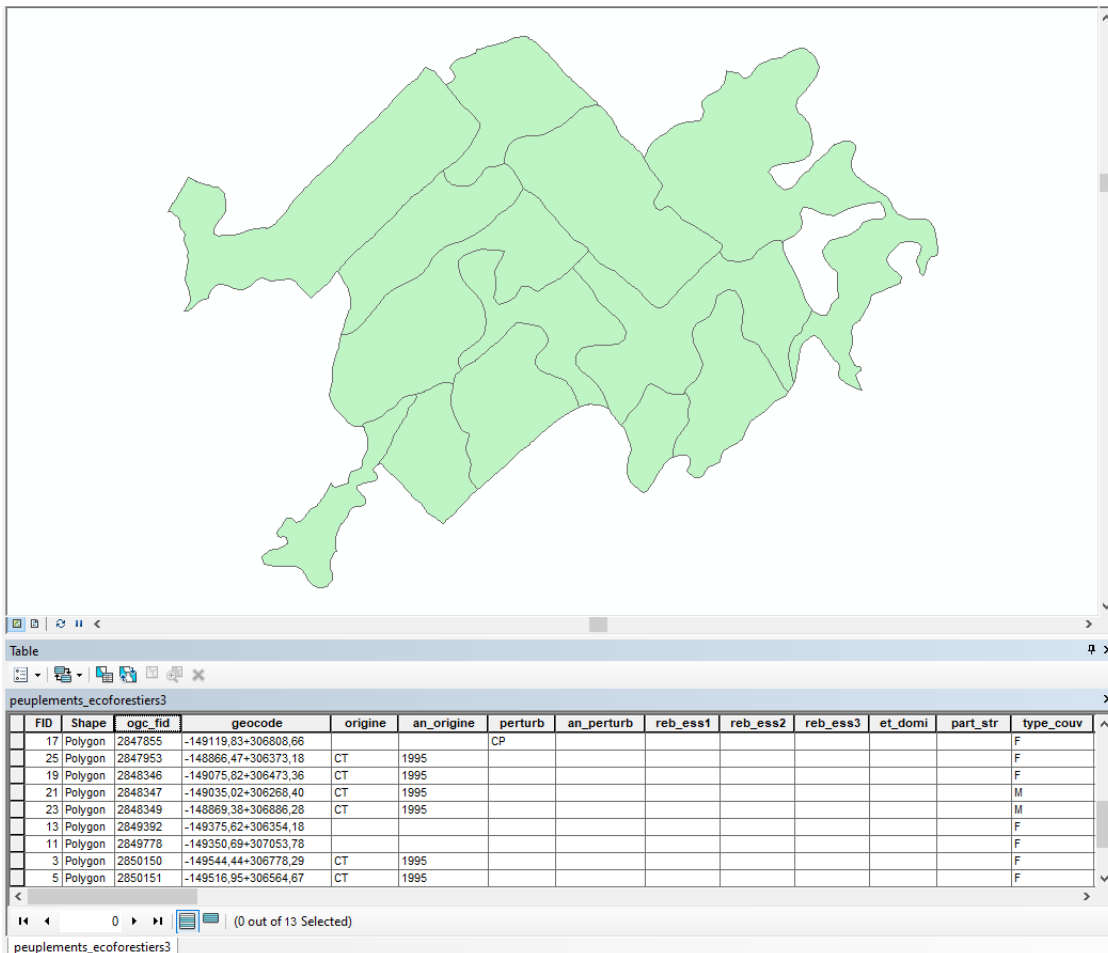 Table
peuplements_ecoforestiers3
FID Shape ogc_fid geocode origine an_origine perturb an_perturb reb_ess1 reb_ess2 reb_ess3 et_domi part_str type_couv
17 Polygon 2847855 -149119,83+306808,66 CP F
25 Polygon 2847953 -148866,47+306373,18 CT 1995 F
19 Polygon 2848346 -149075,82+306473,36 CT 1995 F
21 Polygon 2848347 -149035,02+306268,40 CT 1995 M
23 Polygon 2848349 -148869,38+306886,28 CT 1995 M
13 Polygon 2849392 -149375,62+306354,18 F
11 Polygon 2849778 -149350,69+307053,78 F
3 Polygon 2850150 -149544,44+306778,29 CT 1995 F
5 Polygon 2850151 -149516,95+306564,67 CT 1995 F
0 (0 out of 13 Selected)
peuplements_ecoforestiers3